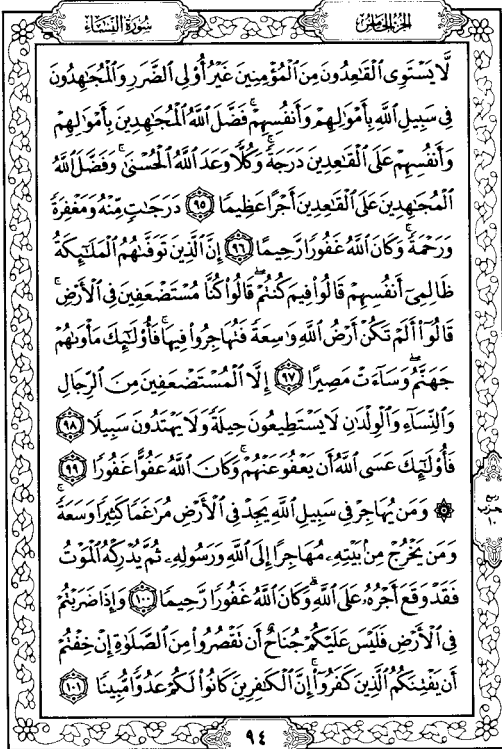 الجزء الخامس
سورة النساء
لَّا يَسْتَوِى الْقَاعِدُونَ مِنَ الْمُؤْمِنِينَ غَيْرُ أُو۟لِى الضَّرَرِ وَالْمُجَاهِدُونَ
فِى سَبِيلِ اللَّهِ بِأَمْوَالِهِمْ وَأَنفُسِهِمْ ۚ فَضَّلَ اللَّهُ الْمُجَاهِدِينَ بِأَمْوَالِهِمْ
وَأَنفُسِهِمْ عَلَى الْقَاعِدِينَ دَرَجَةً ۚ وَكُلًّا وَعَدَ اللَّهُ الْحُسْنَىٰ ۚ وَفَضَّلَ اللَّهُ
الْمُجَاهِدِينَ عَلَى الْقَاعِدِينَ أَجْرًا عَظِيمًا ٩٥ دَرَجَاتٍ مِّنْهُ وَمَغْفِرَةً
وَرَحْمَةً ۚ وَكَانَ اللَّهُ غَفُورًا رَّحِيمًا ٩٦ إِنَّ الَّذِينَ تَوَفَّاهُمُ الْمَلَائِكَةُ
ظَالِمِى أَنفُسِهِمْ قَالُوا فِيمَ كُنتُمْ ۖ قَالُوا كُنَّا مُسْتَضْعَفِينَ فِى الْأَرْضِ ۚ
قَالُوا أَلَمْ تَكُنْ أَرْضُ اللَّهِ وَاسِعَةً فَتُهَاجِرُوا فِيهَا ۚ فَأُو۟لَٰئِكَ مَأْوَاهُمْ
جَهَنَّمُ ۖ وَسَاءَتْ مَصِيرًا ٩٧ إِلَّا الْمُسْتَضْعَفِينَ مِنَ الرِّجَالِ
وَالنِّسَاءِ وَالْوِلْدَانِ لَا يَسْتَطِيعُونَ حِيلَةً وَلَا يَهْتَدُونَ سَبِيلًا ٩٨
فَأُو۟لَٰئِكَ عَسَى اللَّهُ أَن يَعْفُوَ عَنْهُمْ ۚ وَكَانَ اللَّهُ عَفُوًّا غَفُورًا ٩٩
۞ وَمَن يُهَاجِرْ فِى سَبِيلِ اللَّهِ يَجِدْ فِى الْأَرْضِ مُرَاغَمًا كَثِيرًا وَسَعَةً ۚ
وَمَن يَخْرُجْ مِن بَيْتِهِۦ مُهَاجِرًا إِلَى اللَّهِ وَرَسُولِهِۦ ثُمَّ يُدْرِكْهُ الْمَوْتُ
فَقَدْ وَقَعَ أَجْرُهُۥ عَلَى اللَّهِ ۗ وَكَانَ اللَّهُ غَفُورًا رَّحِيمًا ١٠٠ وَإِذَا ضَرَبْتُمْ
فِى الْأَرْضِ فَلَيْسَ عَلَيْكُمْ جُنَاحٌ أَن تَقْصُرُوا مِنَ الصَّلَوٰةِ إِنْ خِفْتُمْ
أَن يَفْتِنَكُمُ الَّذِينَ كَفَرُوا ۚ إِنَّ الْكَافِرِينَ كَانُوا لَكُمْ عَدُوًّا مُّبِينًا ١٠١
٩٤